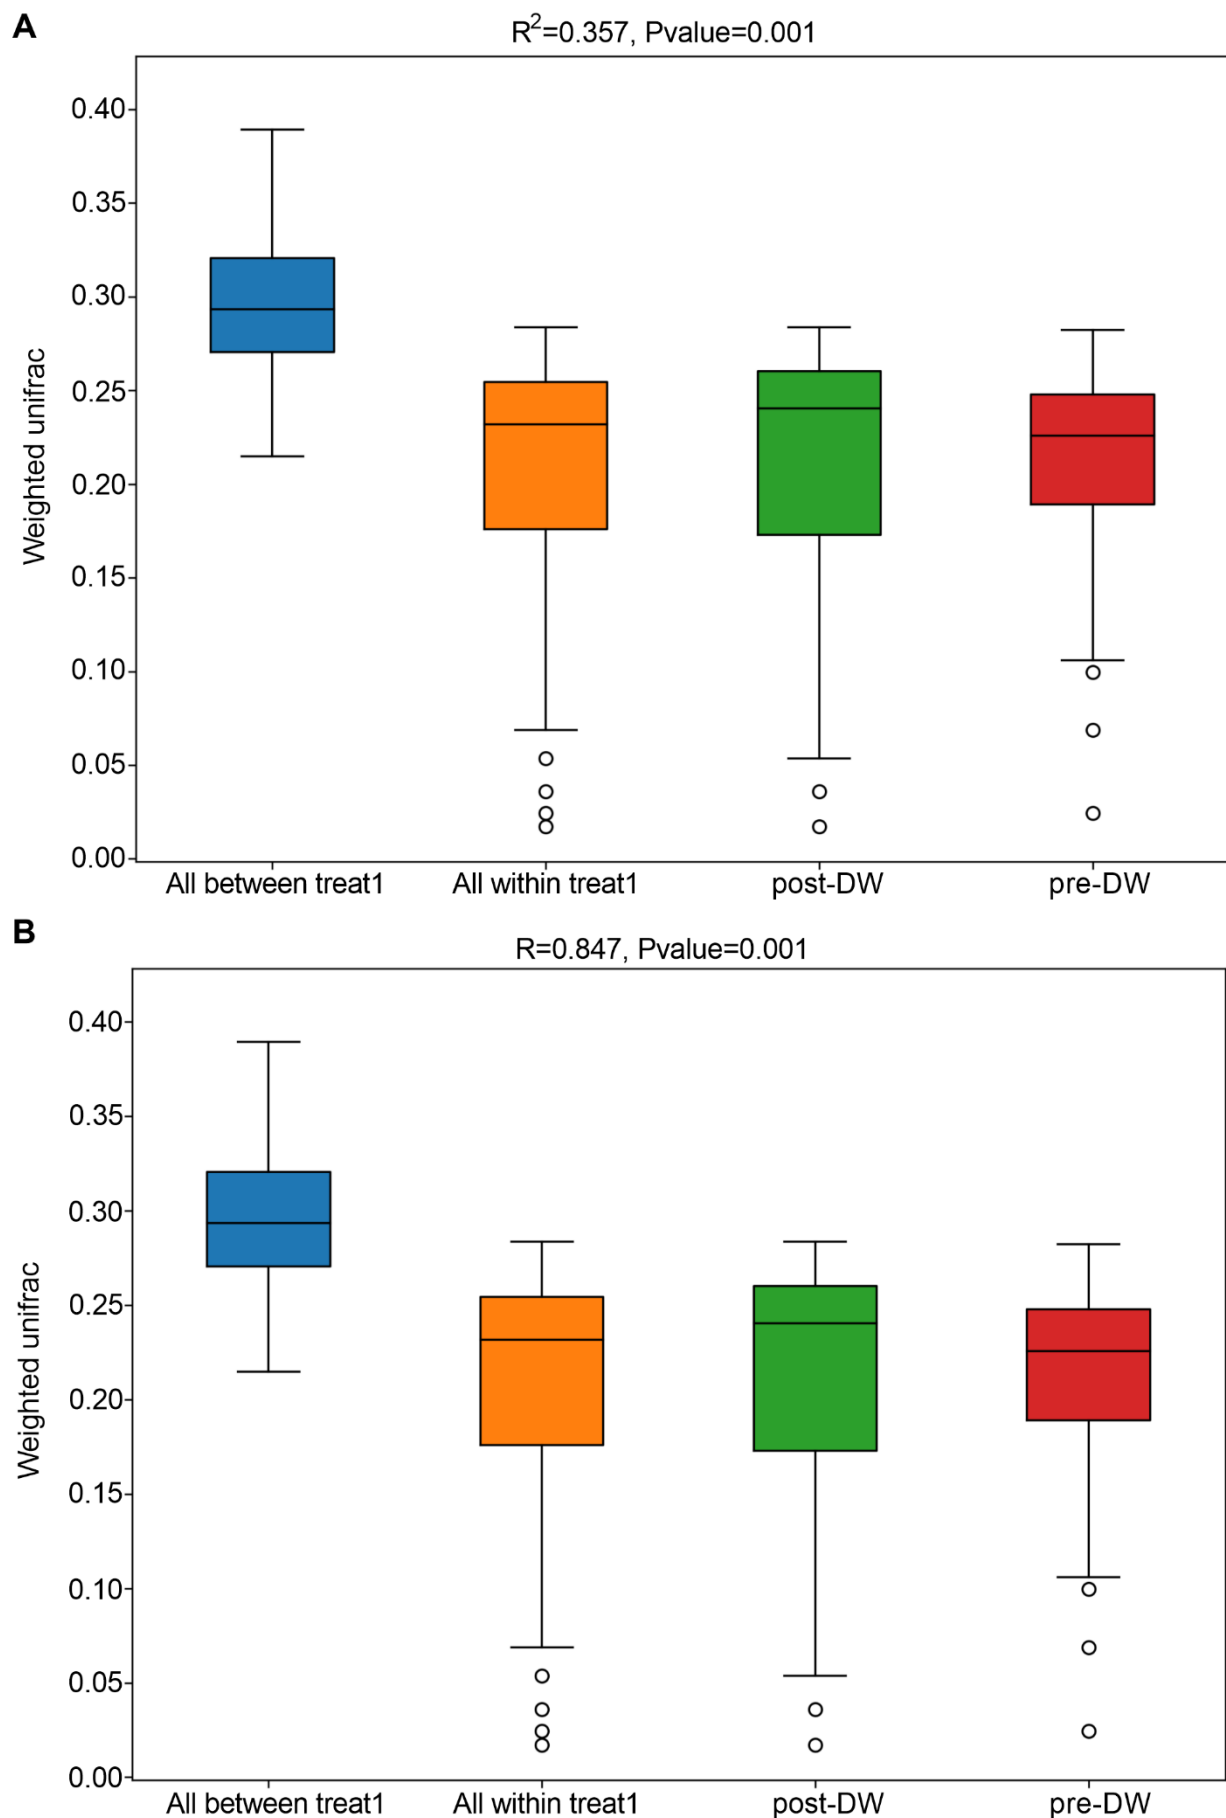 A
R²=0.357, Pvalue=0.001
0.40
0.35
0.30
0.25
0.20
0.15
0.10
0.05
0.00
Weighted unifrac
All between treat1 All within treat1 post-DW pre-DW
B
R=0.847, Pvalue=0.001
0.40
0.35
0.30
0.25
0.20
0.15
0.10
0.05
0.00
Weighted unifrac
All between treat1 All within treat1 post-DW pre-DW